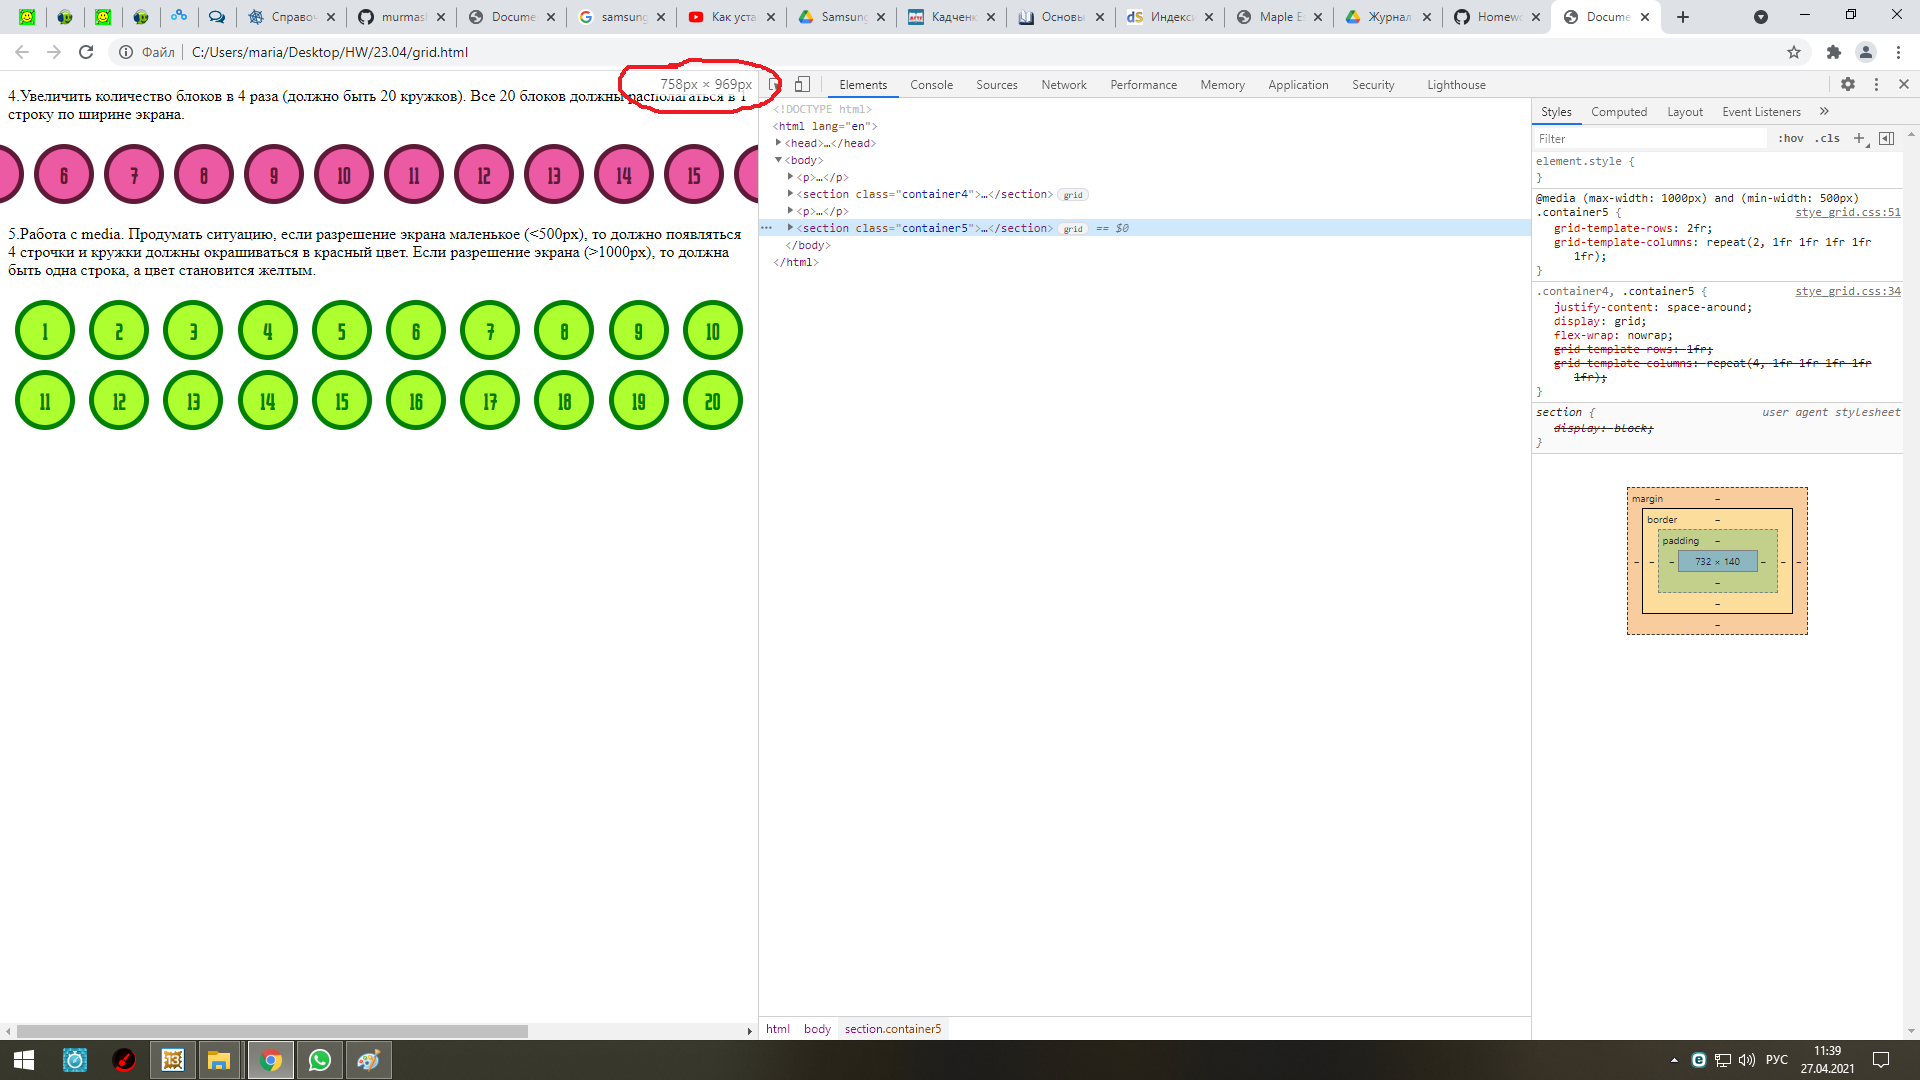 Справоч
murmash
Docume
samsung
Как уста
Samsung
Кадченк
Основы
Индекси
Maple E
Журнал
Homewo
Docume
Файл | C:/Users/maria/Desktop/HW/23.04/grid.html
758px × 969px
4.Увеличить количество блоков в 4 раза (должно быть 20 кружков). Все 20 блоков должны располагаться в 1
строку по ширине экрана.
6 7 8 9 10 11 12 13 14 15
5.Работа с media. Продумать ситуацию, если разрешение экрана маленькое (<500px), то должно появляться
4 строчки и кружки должны окрашиваться в красный цвет. Если разрешение экрана (>1000px), то должна
быть одна строка, а цвет становится желтым.
1 2 3 4 5 6 7 8 9 10
11 12 13 14 15 16 17 18 19 20
Elements Console Sources Network Performance Memory Application Security Lighthouse
<!DOCTYPE html>
<html lang="en">
<head>…</head>
<body>
<p>…</p>
<section class="container4">…</section> grid
<p>…</p>
<section class="container5">…</section> grid == $0
</body>
</html>
html body section.container5
Styles Computed Layout Event Listeners »
Filter :hov .cls +
element.style {
}
@media (max-width: 1000px) and (min-width: 500px)
.container5 { stye_grid.css:51
grid-template-rows: 2fr;
grid-template-columns: repeat(2, 1fr 1fr 1fr 1fr
1fr);
}
.container4, .container5 { stye_grid.css:34
justify-content: space-around;
display: grid;
flex-wrap: nowrap;
grid-template-rows: 1fr;
grid-template-columns: repeat(4, 1fr 1fr 1fr 1fr
1fr);
}
section { user agent stylesheet
display: block;
}
margin –
border –
padding –
– – – 732 × 140 – – –
–
–
–
13
РУС
11:39
27.04.2021